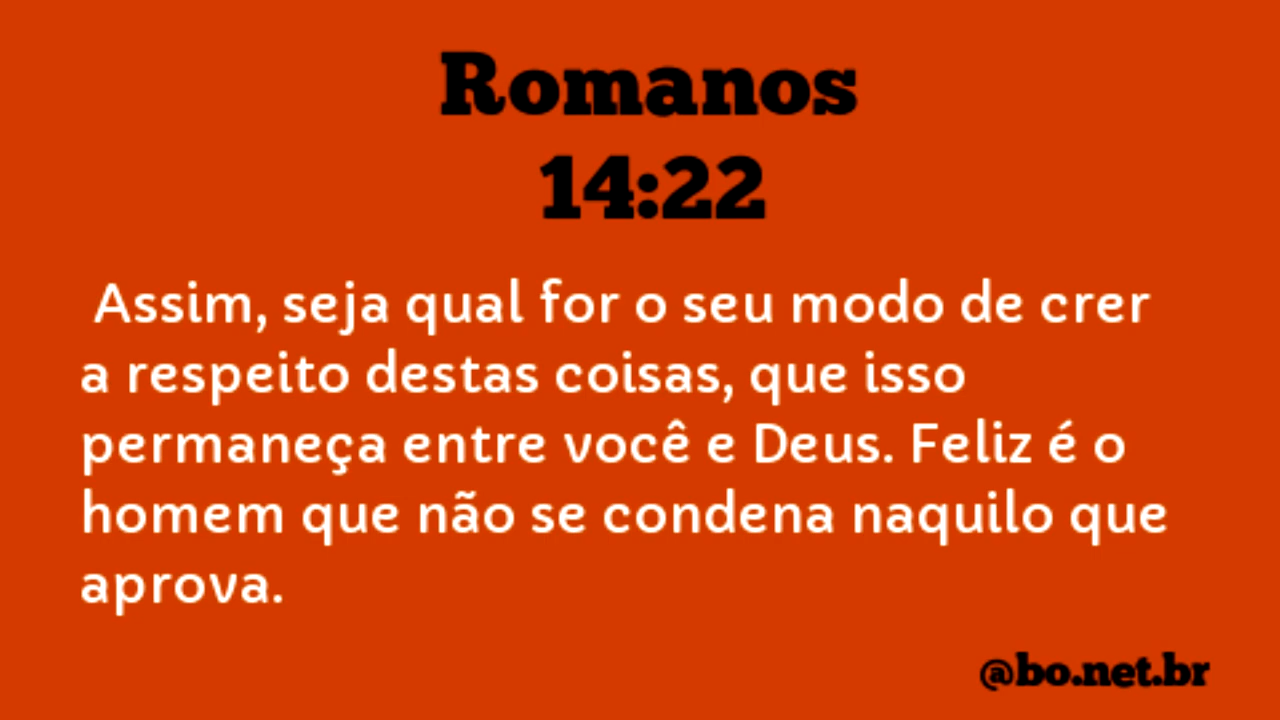 Romanos
14:22
Assim, seja qual for o seu modo de crer
a respeito destas coisas, que isso
permaneça entre você e Deus. Feliz é o
homem que não se condena naquilo que
aprova.
@bo.net.br